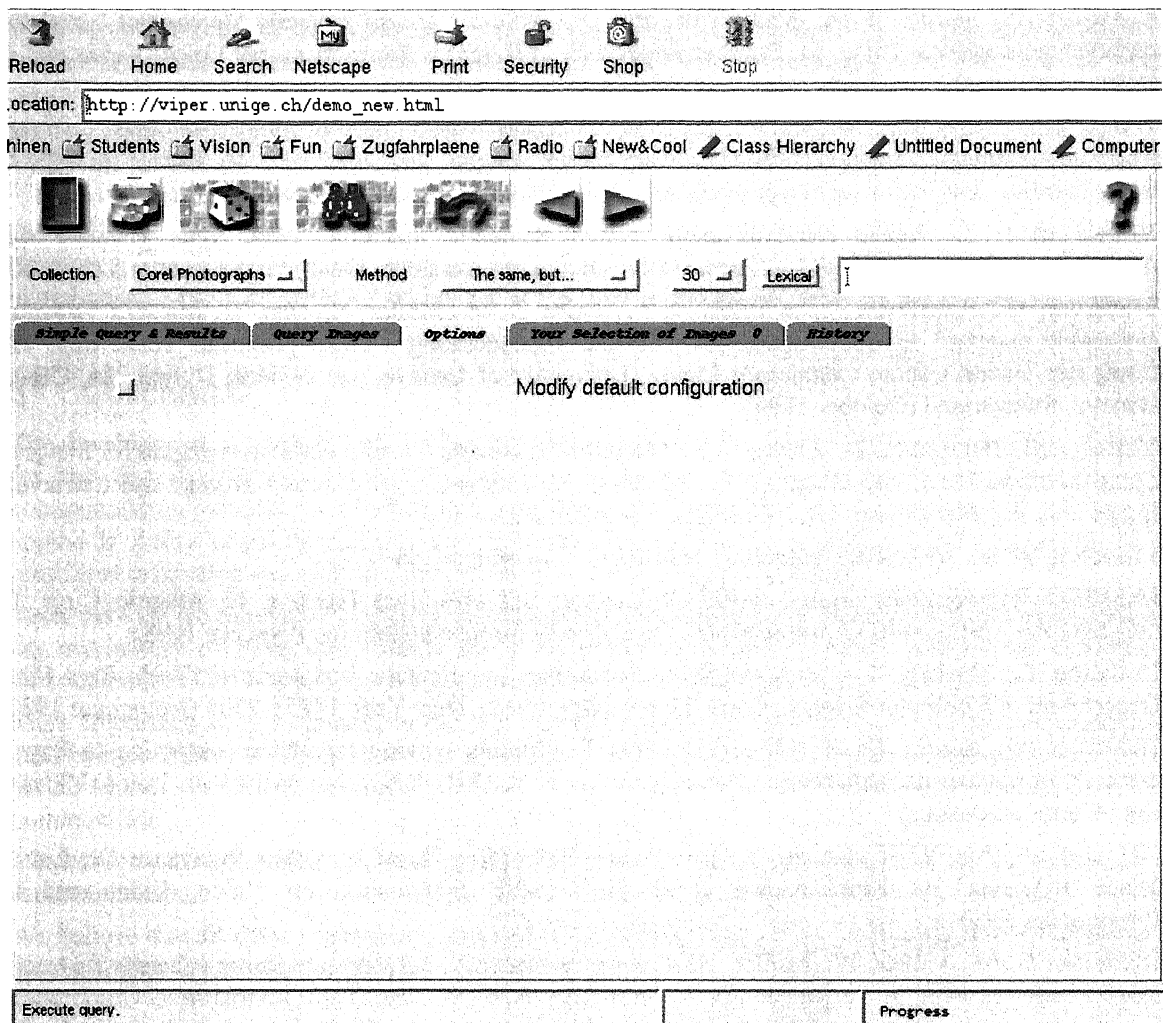 Reload Home Search Netscape Print Security Shop Stop
ocation: http://viper.unige.ch/demo_new.html
hinen Students Vision Fun Zugfahrplaene Radio New&Cool Class Hierarchy Untitled Document Computer
Collection Corel Photographs Method The same, but... 30 Lexical
Simple Query & Results Query Images Options Your Selection of Images 0 History
Modify default configuration
Execute query. Progress